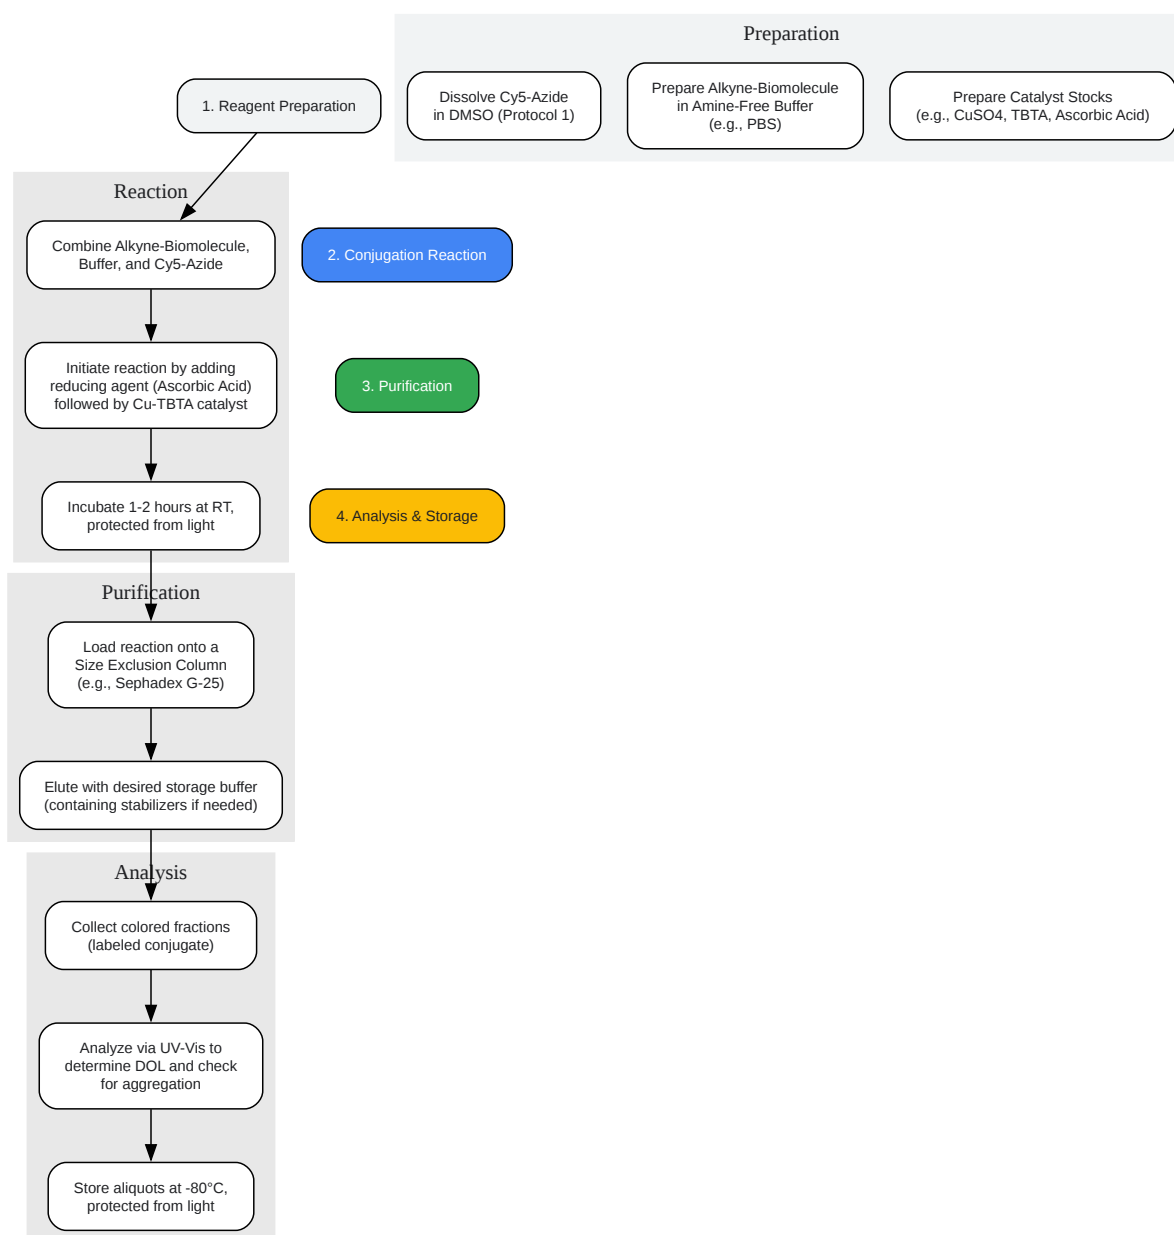 Preparation
1. Reagent Preparation
Dissolve Cy5-Azide
in DMSO (Protocol 1)
Prepare Alkyne-Biomolecule
in Amine-Free Buffer
(e.g., PBS)
Prepare Catalyst Stocks
(e.g., CuSO4, TBTA, Ascorbic Acid)
Reaction
Combine Alkyne-Biomolecule,
Buffer, and Cy5-Azide
2. Conjugation Reaction
Initiate reaction by adding
reducing agent (Ascorbic Acid)
followed by Cu-TBTA catalyst
3. Purification
Incubate 1-2 hours at RT,
protected from light
4. Analysis & Storage
Purification
Load reaction onto a
Size Exclusion Column
(e.g., Sephadex G-25)
Elute with desired storage buffer
(containing stabilizers if needed)
Analysis
Collect colored fractions
(labeled conjugate)
Analyze via UV-Vis to
determine DOL and check
for aggregation
Store aliquots at -80°C,
protected from light